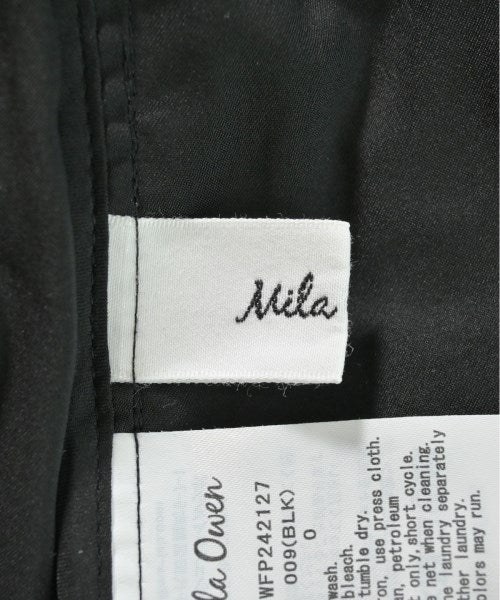 Mila
la Owen
WFP242127
009(BLK)
0
wash.
bleach.
tumble dry.
on, use press cloth.
an, petroleum
t only, short cycle.
e net when cleaning.
e laundry separately
ther laundry.
olors may run.